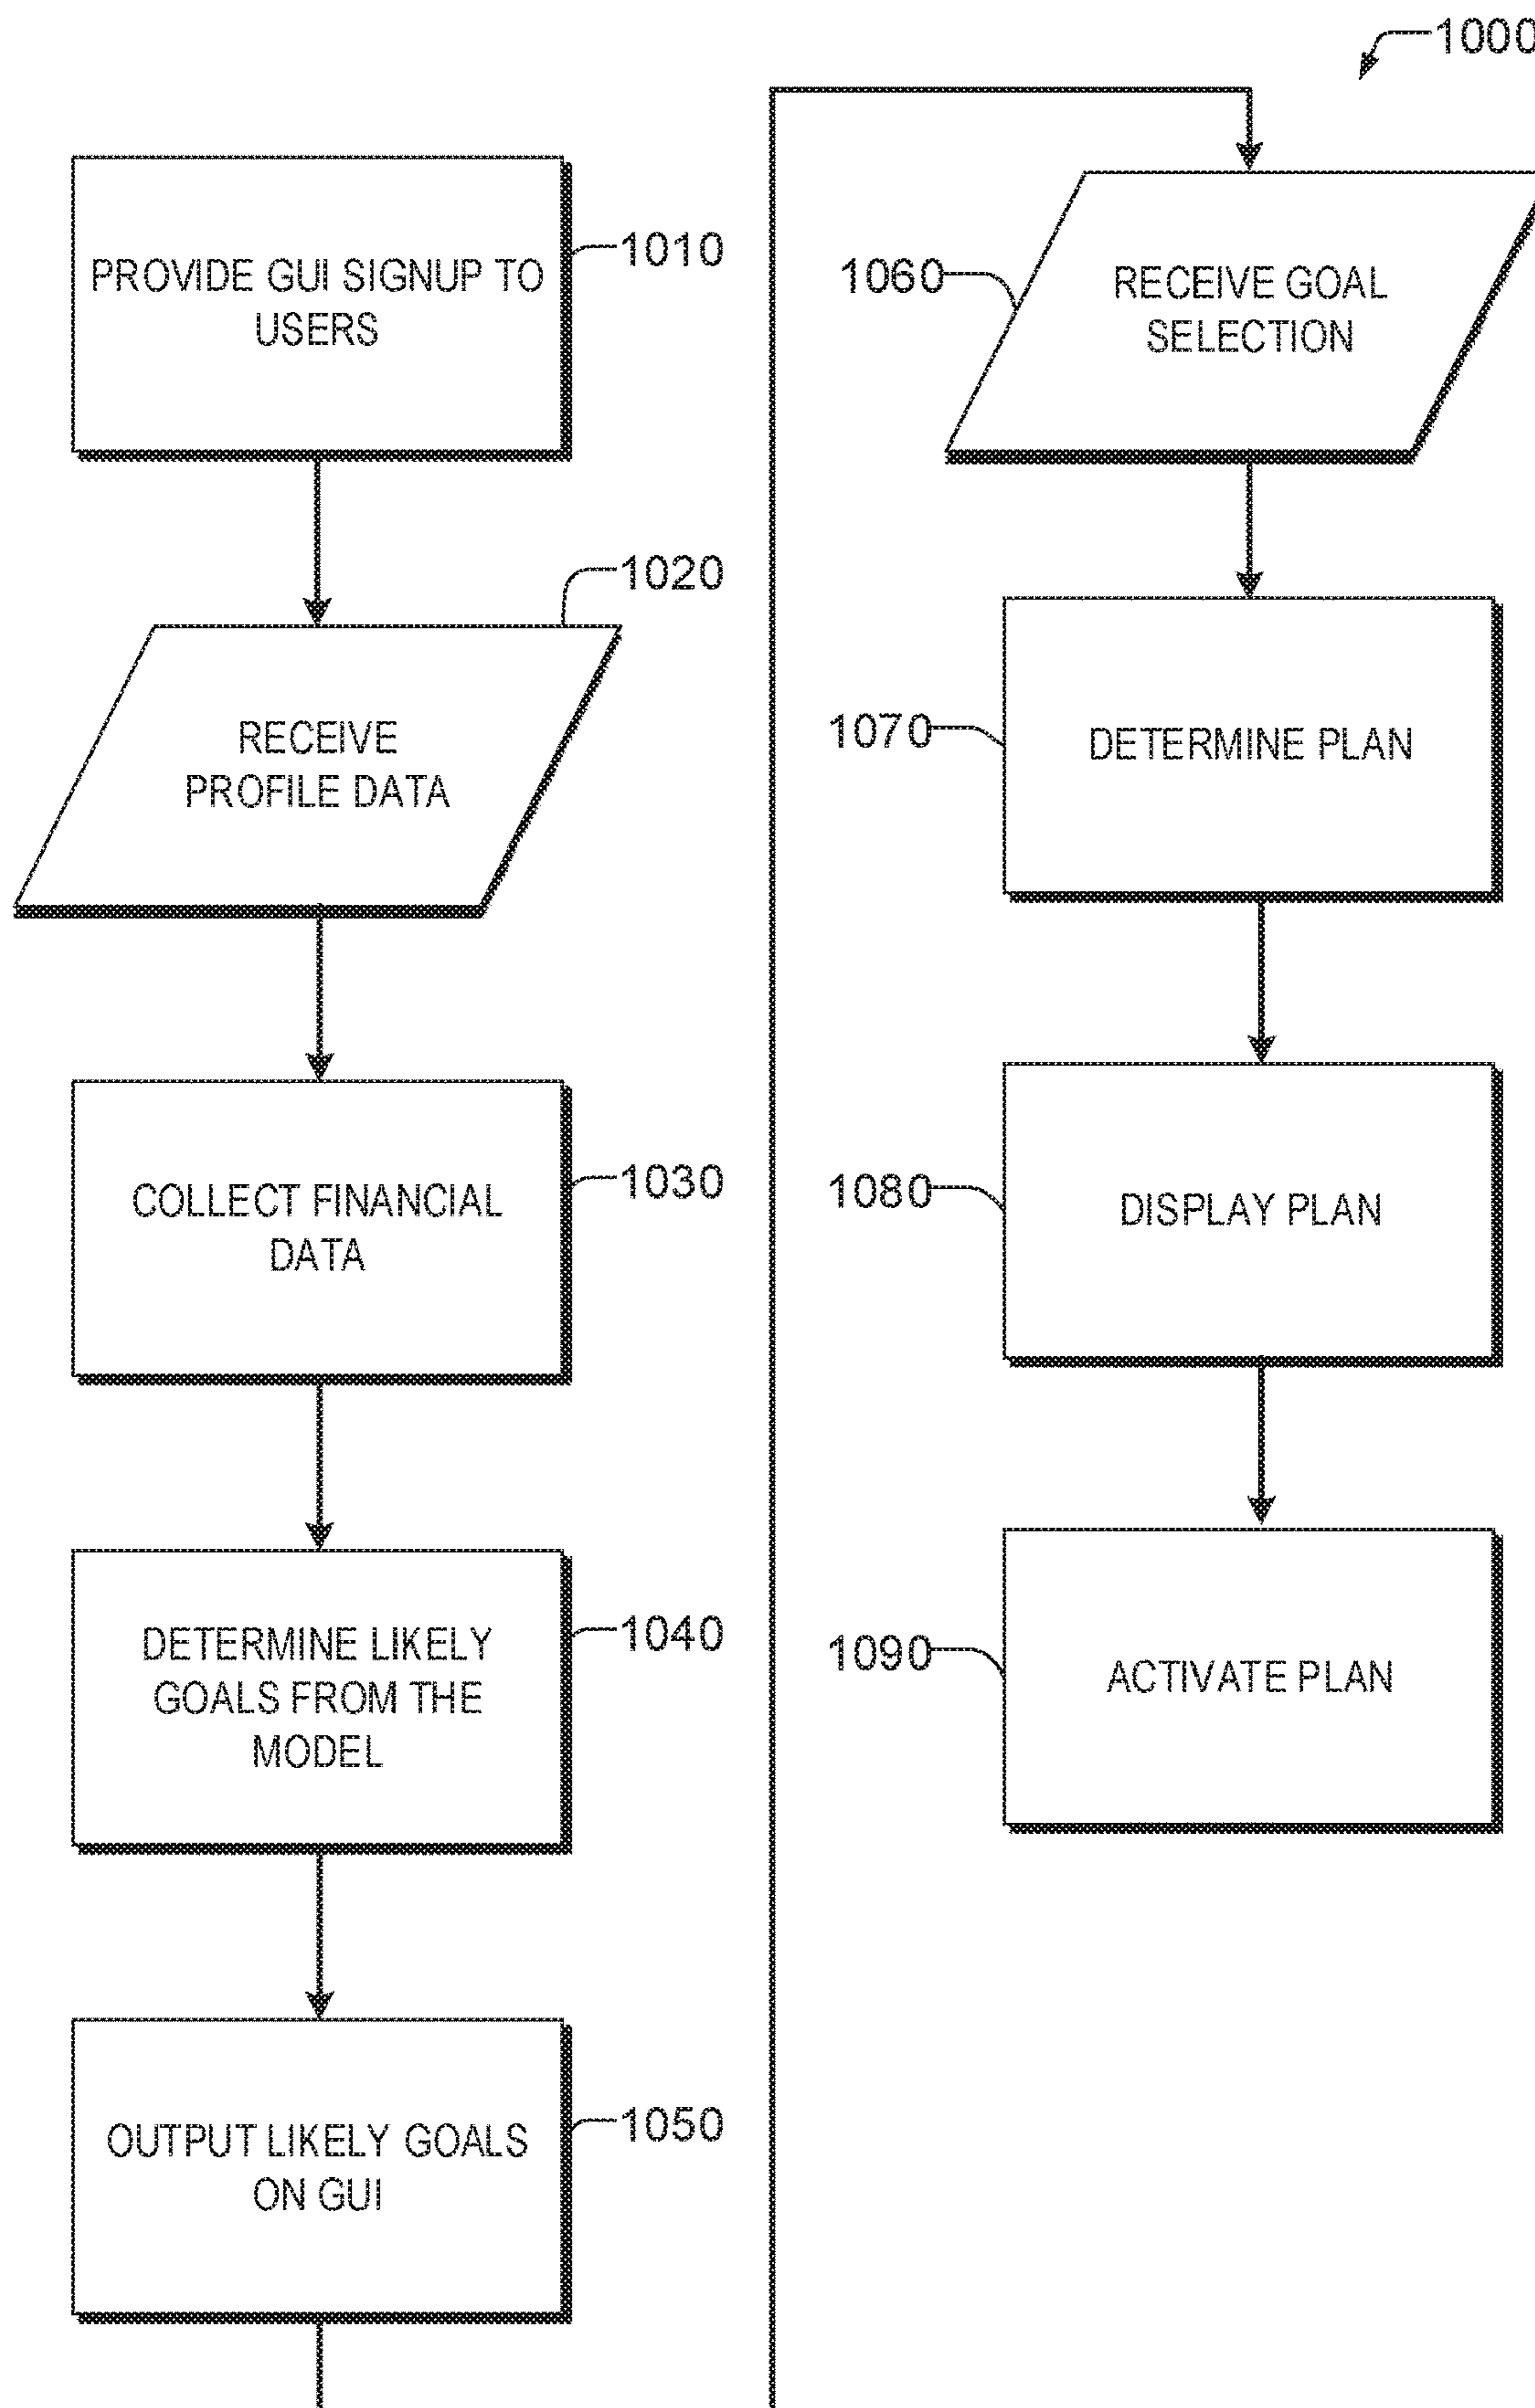 1000
PROVIDE GUI SIGNUP TO
USERS
1010
1020
RECEIVE
PROFILE DATA
COLLECT FINANCIAL
DATA
1030
DETERMINE LIKELY
GOALS FROM THE
MODEL
1040
OUTPUT LIKELY GOALS
ON GUI
1050
1060
RECEIVE GOAL
SELECTION
1070
DETERMINE PLAN
1080
DISPLAY PLAN
1090
ACTIVATE PLAN